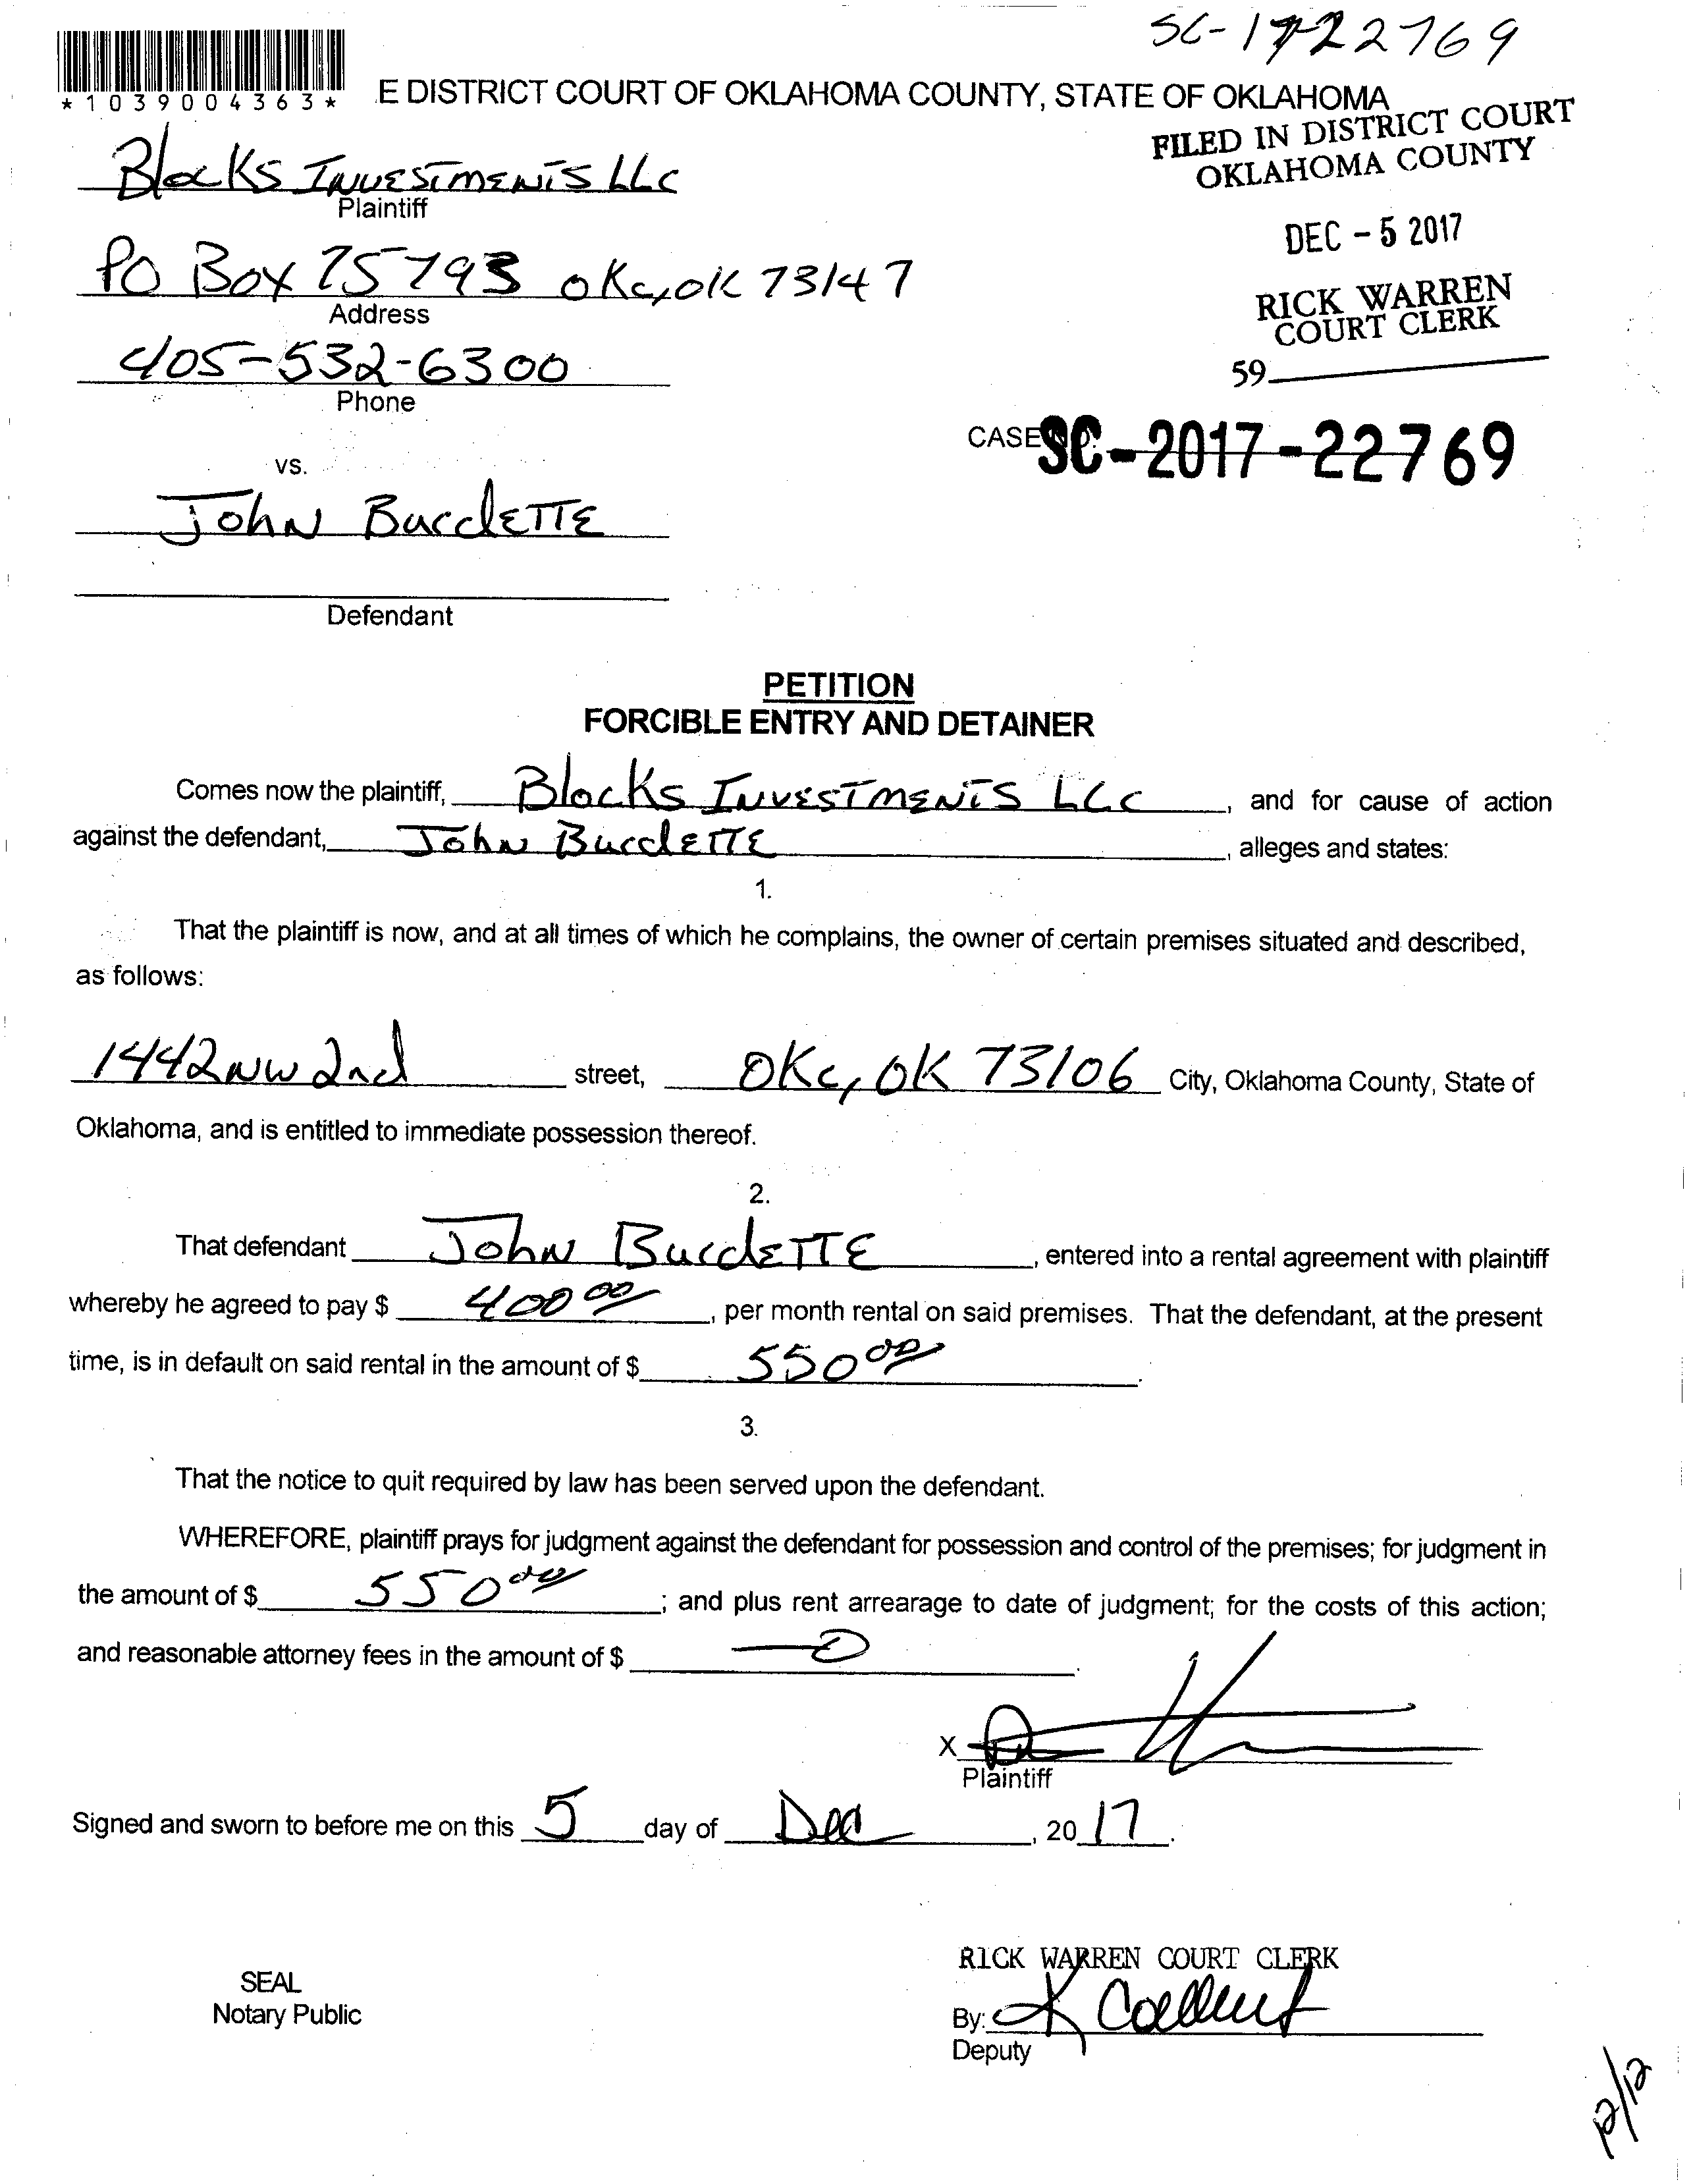 SC-1722769
*1039004363*
E DISTRICT COURT OF OKLAHOMA COUNTY, STATE OF OKLAHOMA
FILED IN DISTRICT COURT
OKLAHOMA COUNTY
DEC - 5 2017
RICK WARREN
COURT CLERK
59
Blocks Investments LLC
Plaintiff
PO Box 75793 OKC, OK 73147
Address
405-532-6300
Phone
CASE SC-2017-22769
vs.
John Burdette
Defendant
PETITION
FORCIBLE ENTRY AND DETAINER
Comes now the plaintiff, Blocks Investments LLC, and for cause of action
against the defendant, John Burdette, alleges and states:
1.
That the plaintiff is now, and at all times of which he complains, the owner of certain premises situated and described,
as follows:
1442 NW 2nd street, OKC, OK 73106 City, Oklahoma County, State of
Oklahoma, and is entitled to immediate possession thereof.
2.
That defendant John Burdette, entered into a rental agreement with plaintiff
whereby he agreed to pay $ 400 00, per month rental on said premises. That the defendant, at the present
time, is in default on said rental in the amount of $ 550 00.
3.
That the notice to quit required by law has been served upon the defendant.
WHEREFORE, plaintiff prays for judgment against the defendant for possession and control of the premises; for judgment in
the amount of $ 550 00; and plus rent arrearage to date of judgment; for the costs of this action;
and reasonable attorney fees in the amount of $ 0.
X
Plaintiff
Signed and sworn to before me on this 5 day of Dec, 20 17.
SEAL
Notary Public
RICK WARREN COURT CLERK
By: K
Deputy
12/12